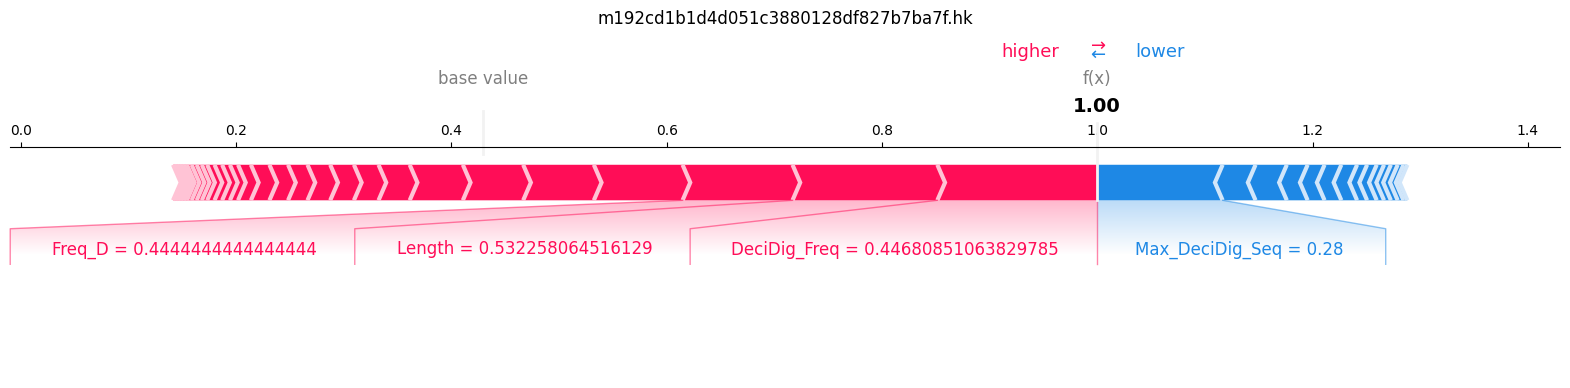 m192cd1b1d4d051c3880128df827b7ba7f.hk
higher → lower
←
base value f(x)
1.00
0.0 0.2 0.4 0.6 0.8 1.0 1.2 1.4
Freq_D = 0.4444444444444444 Length = 0.532258064516129 DeciDig_Freq = 0.44680851063829785 Max_DeciDig_Seq = 0.28